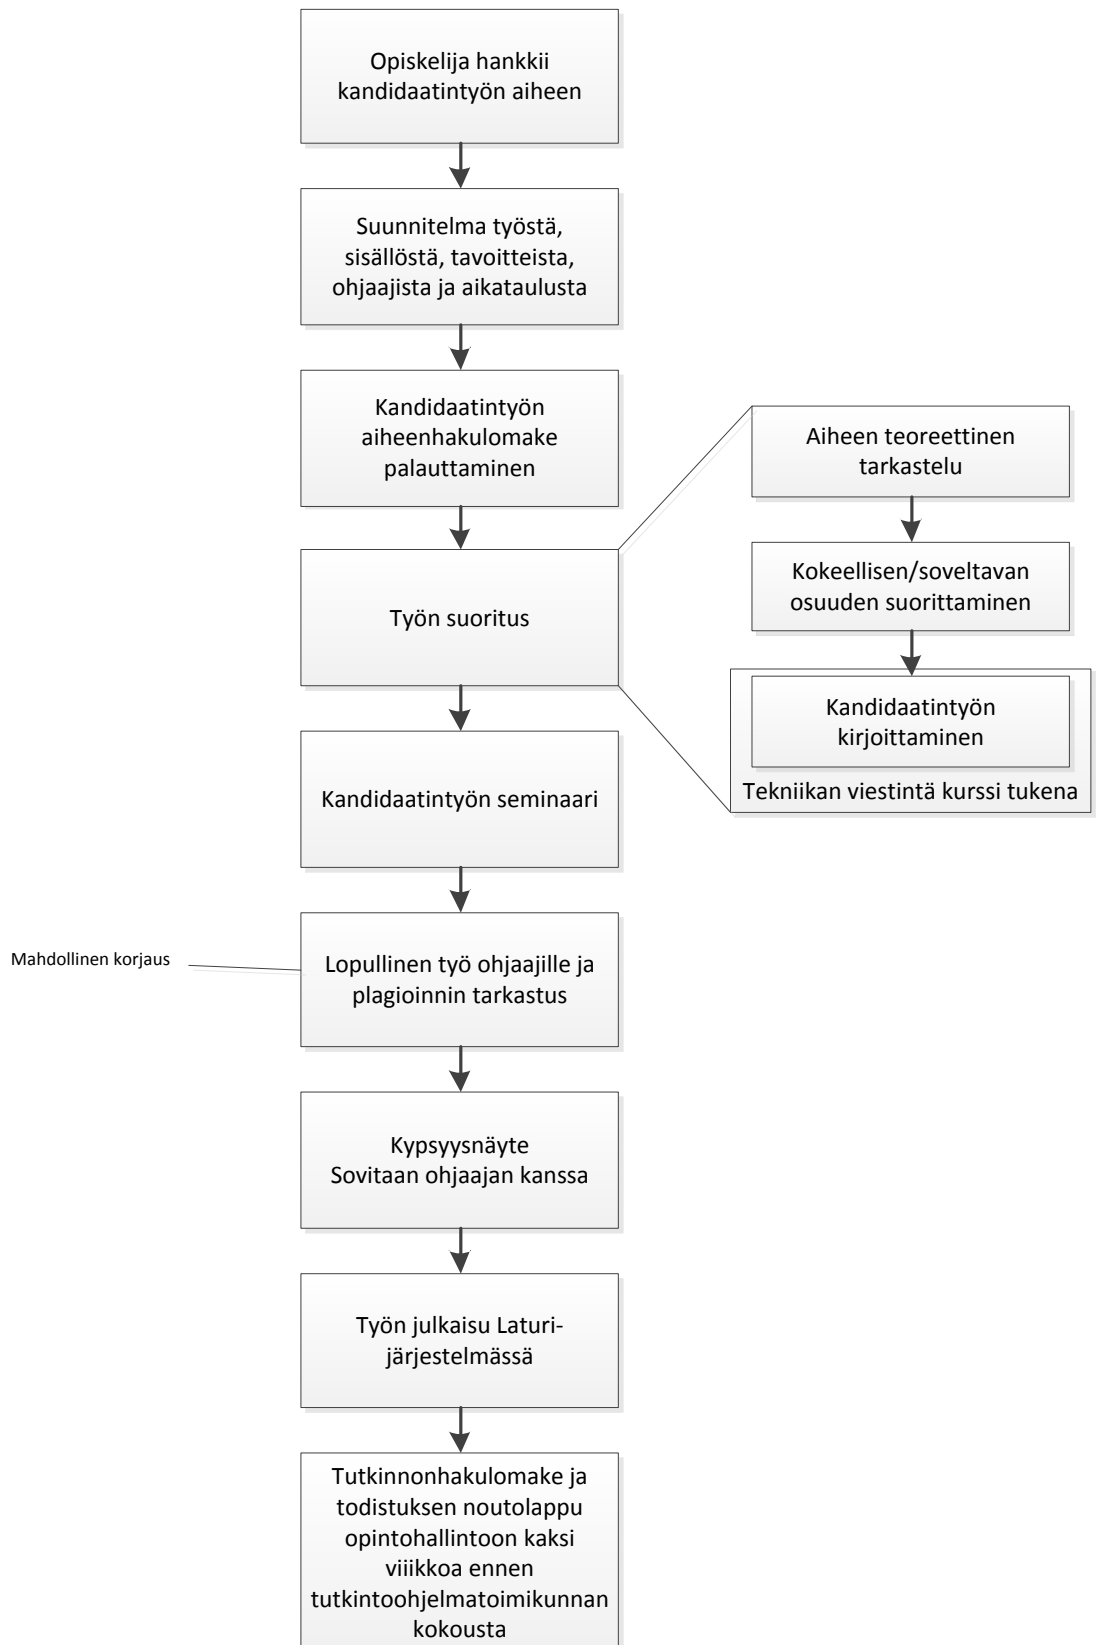 Opiskelija hankkii
kandidaatintyön aiheen
Suunnitelma työstä,
sisällöstä, tavoitteista,
ohjaajista ja aikataulusta
Kandidaatintyön
aiheenhakulomake
palauttaminen
Työn suoritus
Aiheen teoreettinen
tarkastelu
Kokeellisen/soveltavan
osuuden suorittaminen
Kandidaatintyön
kirjoittaminen
Tekniikan viestintä kurssi tukena
Kandidaatintyön seminaari
Mahdollinen korjaus
Lopullinen työ ohjaajille ja
plagioinnin tarkastus
Kypsyysnäyte
Sovitaan ohjaajan kanssa
Työn julkaisu Laturi-
järjestelmässä
Tutkinnonhakulomake ja
todistuksen noutolappu
opintohallintoon kaksi
viiikkoa ennen
tutkintoohjelmatoimikunnan
kokousta